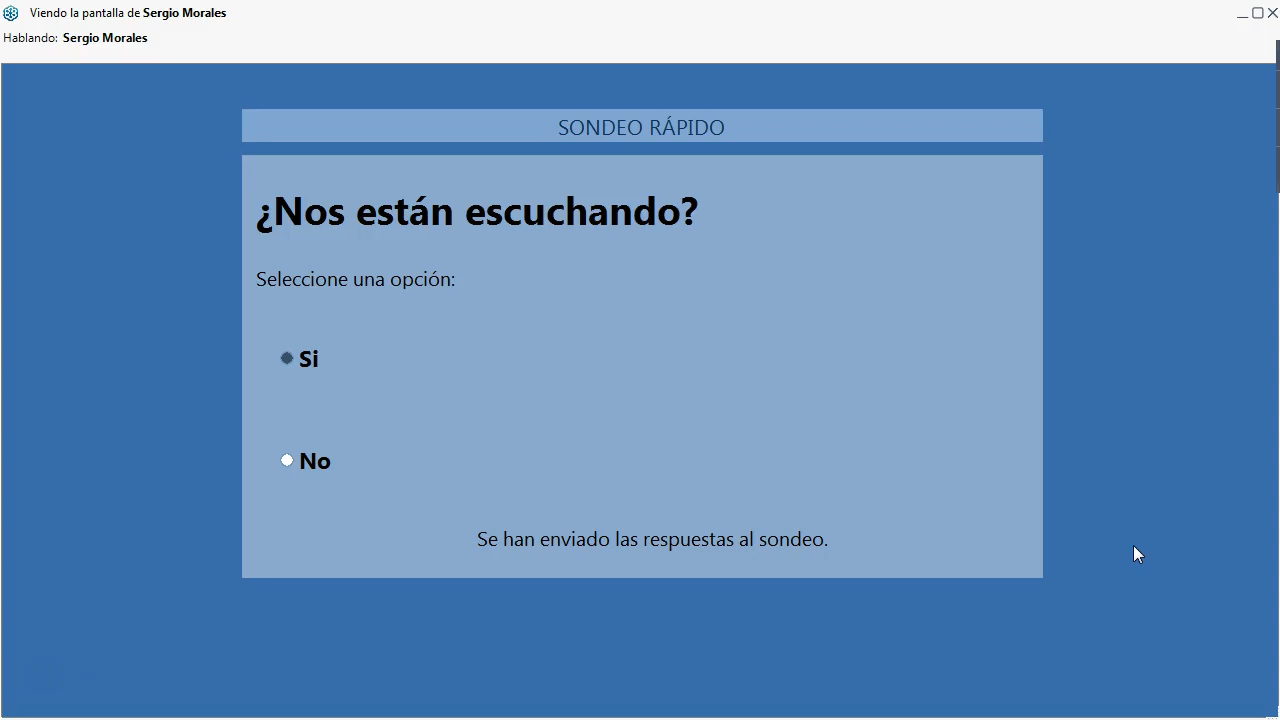 Viendo la pantalla de Sergio Morales
Hablando: Sergio Morales
SONDEO RÁPIDO
¿Nos están escuchando?
Seleccione una opción:
Si
No
Se han enviado las respuestas al sondeo.